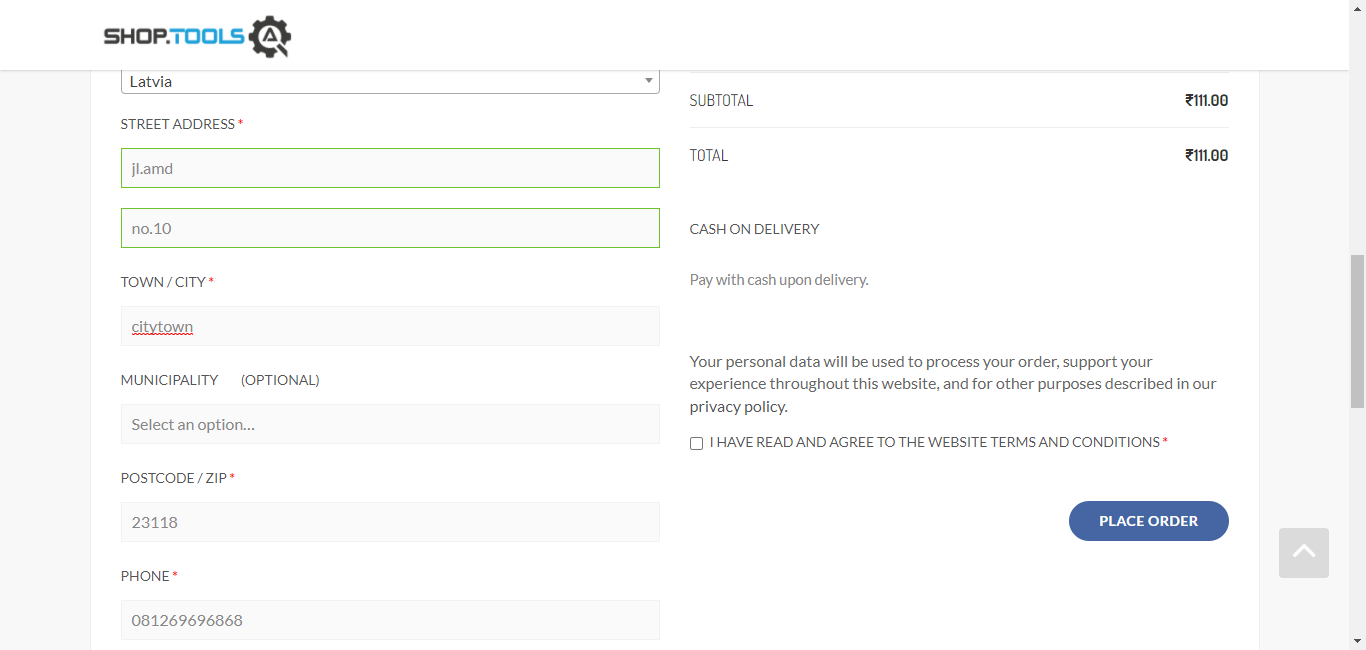 SHOP.TOOLS
Latvia
STREET ADDRESS *
jl.amd
no.10
TOWN / CITY *
citytown
MUNICIPALITY (OPTIONAL)
Select an option...
POSTCODE / ZIP *
23118
PHONE *
081269696868
SUBTOTAL ₹111.00
TOTAL ₹111.00
CASH ON DELIVERY
Pay with cash upon delivery.
Your personal data will be used to process your order, support your
experience throughout this website, and for other purposes described in our
privacy policy.
I HAVE READ AND AGREE TO THE WEBSITE TERMS AND CONDITIONS *
PLACE ORDER